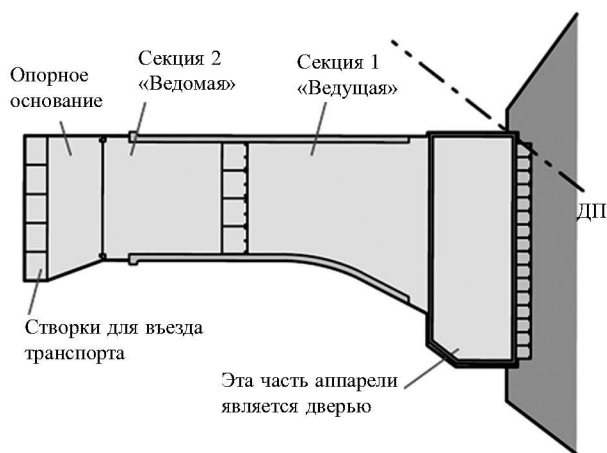 Опорное
основание
Секция 2
«Ведомая»
Секция 1
«Ведущая»
ДП
Створки для въезда
транспорта
Эта часть аппарели
является дверью